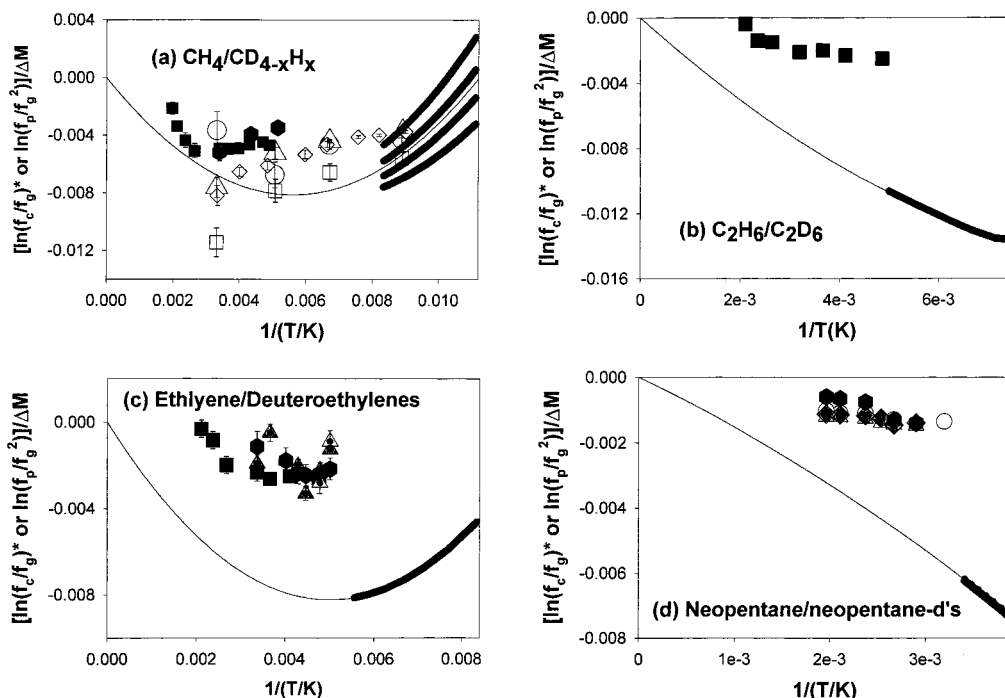 0.004
0.000
-0.004
-0.008
-0.012
(a) CH4/CD4-xHx
[ln(fc/fg)* or ln(fp/fg²)]/ΔM
0.000 0.002 0.004 0.006 0.008 0.010
1/(T/K)
0.000
-0.004
-0.008
-0.012
-0.016
(b) C2H6/C2D6
[ln(fc/fg)* or ln(fp/fg²)]/ΔM
0 2e-3 4e-3 6e-3
1/T(K)
(c) Ethlyene/Deuteroethylenes
0.000
-0.004
-0.008
[ln(fc/fg)* or ln(fp/fg²)]/ΔM
0.000 0.002 0.004 0.006 0.008
1/(T/K)
0.000
-0.002
-0.004
-0.006
-0.008
(d) Neopentane/neopentane-d's
[ln(fc/fg)* or ln(fp/fg²)]/ΔM
0 1e-3 2e-3 3e-3
1/(T/K)